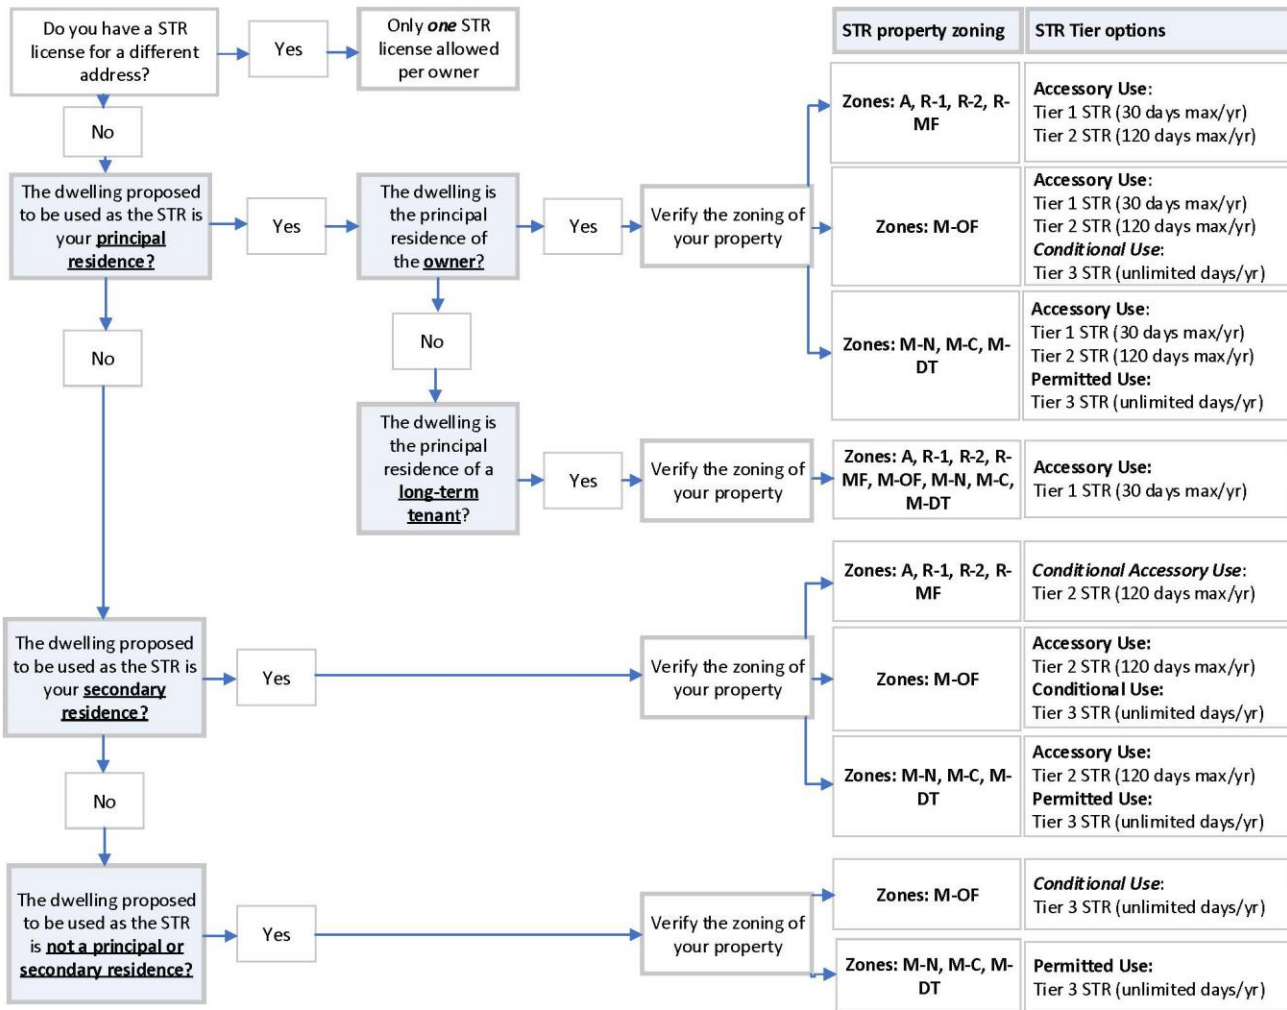 Do you have a STR
license for a different
address?
Yes
Only one STR
license allowed
per owner
No
The dwelling proposed
to be used as the STR is
your principal
residence?
Yes
The dwelling is
the principal
residence of
the owner?
Yes
Verify the zoning of
your property
No
No
The dwelling is
the principal
residence of a
long-term
tenant?
Yes
Verify the zoning of
your property
The dwelling proposed
to be used as the STR is
your secondary
residence?
Yes
Verify the zoning of
your property
No
The dwelling proposed
to be used as the STR
is not a principal or
secondary residence?
Yes
Verify the zoning of
your property
STR property zoning
STR Tier options
Zones: A, R-1, R-2, R-
MF
Accessory Use:
Tier 1 STR (30 days max/yr)
Tier 2 STR (120 days max/yr)
Zones: M-OF
Accessory Use:
Tier 1 STR (30 days max/yr)
Tier 2 STR (120 days max/yr)
Conditional Use:
Tier 3 STR (unlimited days/yr)
Zones: M-N, M-C, M-
DT
Accessory Use:
Tier 1 STR (30 days max/yr)
Tier 2 STR (120 days max/yr)
Permitted Use:
Tier 3 STR (unlimited days/yr)
Zones: A, R-1, R-2, R-
MF, M-OF, M-N, M-C,
M-DT
Accessory Use:
Tier 1 STR (30 days max/yr)
Zones: A, R-1, R-2, R-
MF
Conditional Accessory Use:
Tier 2 STR (120 days max/yr)
Zones: M-OF
Accessory Use:
Tier 2 STR (120 days max/yr)
Conditional Use:
Tier 3 STR (unlimited days/yr)
Zones: M-N, M-C, M-
DT
Accessory Use:
Tier 2 STR (120 days max/yr)
Permitted Use:
Tier 3 STR (unlimited days/yr)
Zones: M-OF
Conditional Use:
Tier 3 STR (unlimited days/yr)
Zones: M-N, M-C, M-
DT
Permitted Use:
Tier 3 STR (unlimited days/yr)